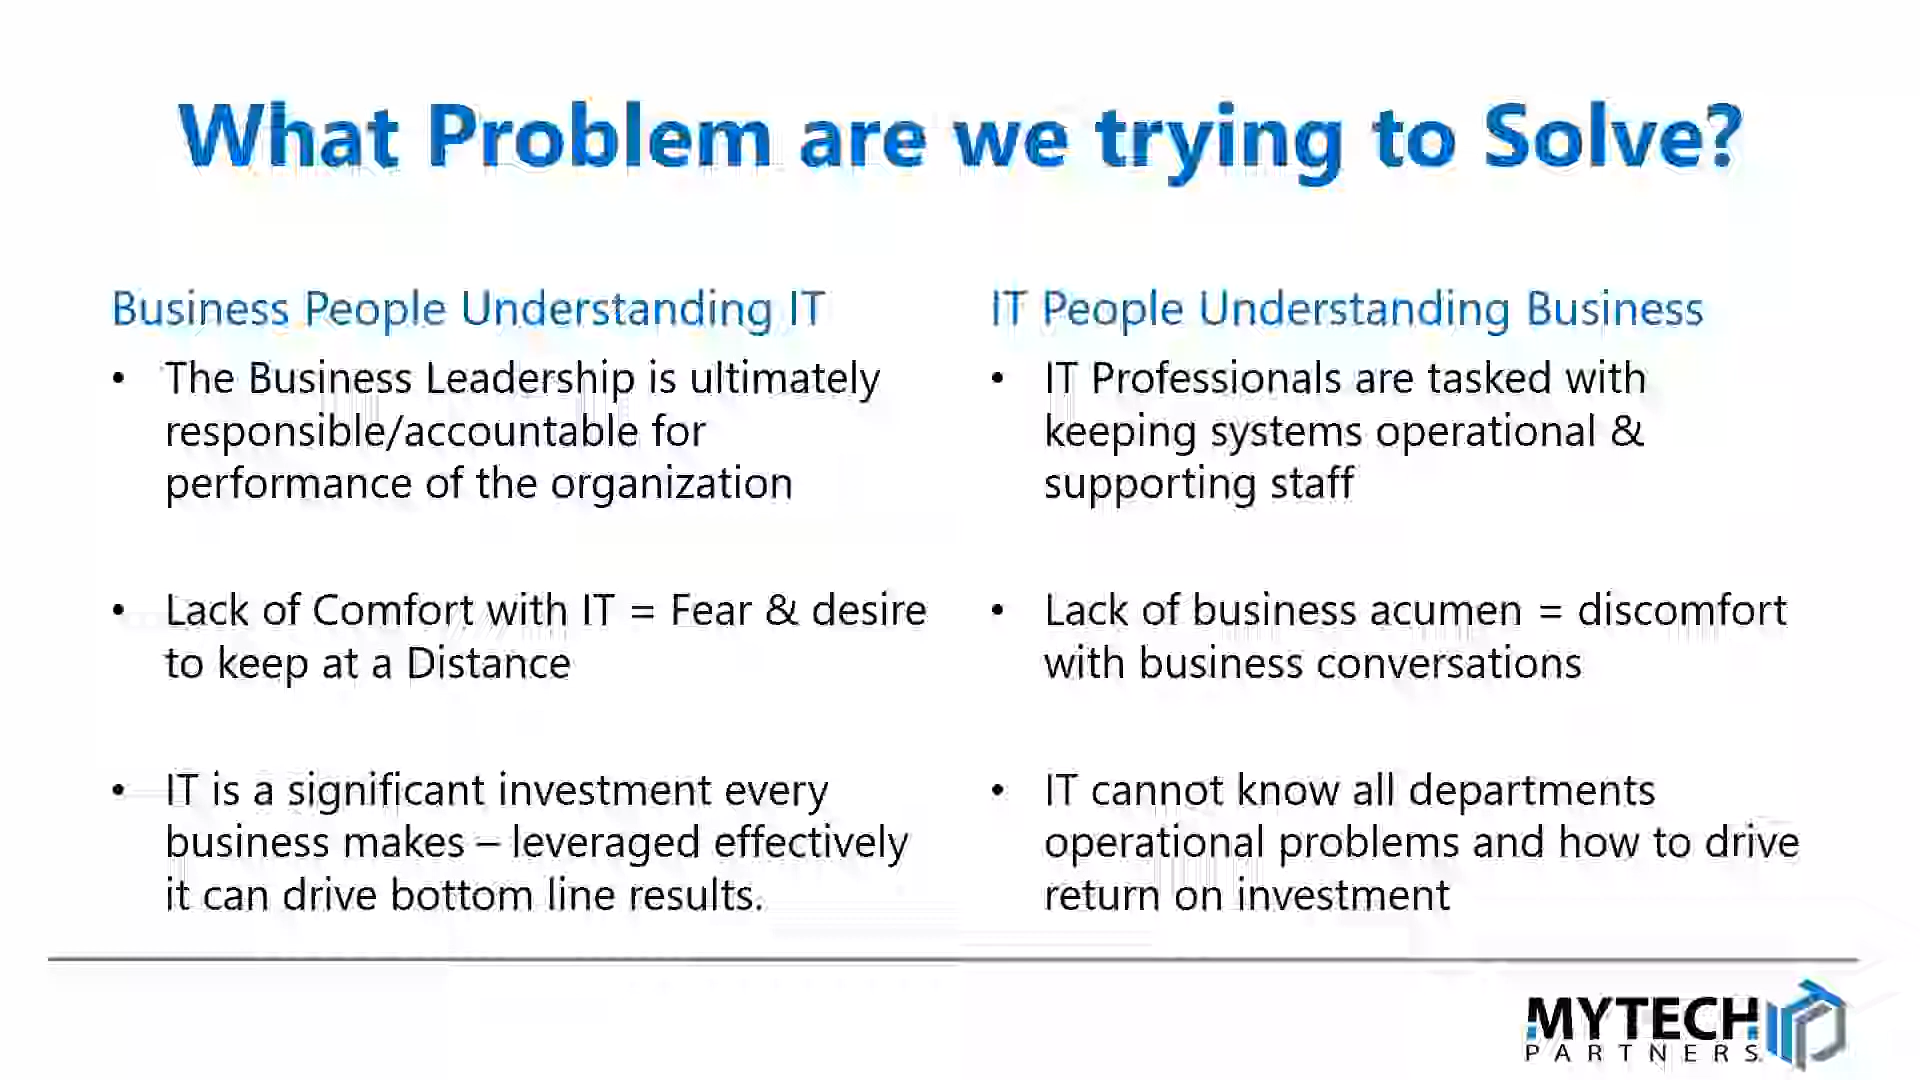 What Problem are we trying to Solve?
Business People Understanding IT
• The Business Leadership is ultimately
responsible/accountable for
performance of the organization
• Lack of Comfort with IT = Fear & desire
to keep at a Distance
• IT is a significant investment every
business makes – leveraged effectively
it can drive bottom line results.
IT People Understanding Business
• IT Professionals are tasked with
keeping systems operational &
supporting staff
• Lack of business acumen = discomfort
with business conversations
• IT cannot know all departments
operational problems and how to drive
return on investment
MYTECH
PARTNERS